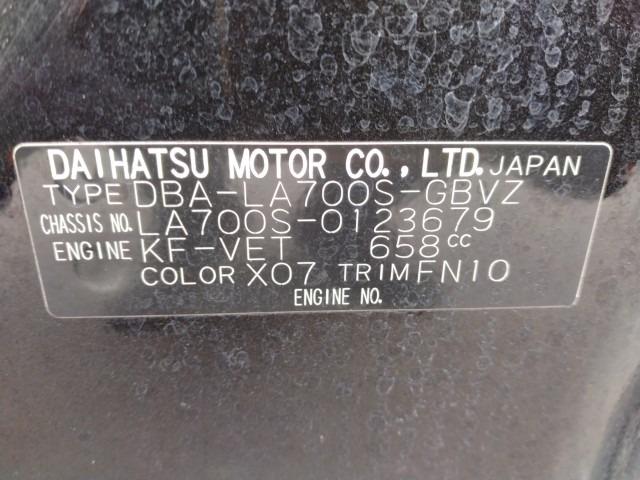 DAIHATSU MOTOR CO., LTD. JAPAN
TYPE DBA-LA700S-GBVZ
CHASSIS NO. LA700S-0123679
ENGINE KF-VET 658cc
COLOR X07 TRIM FN10
ENGINE NO.